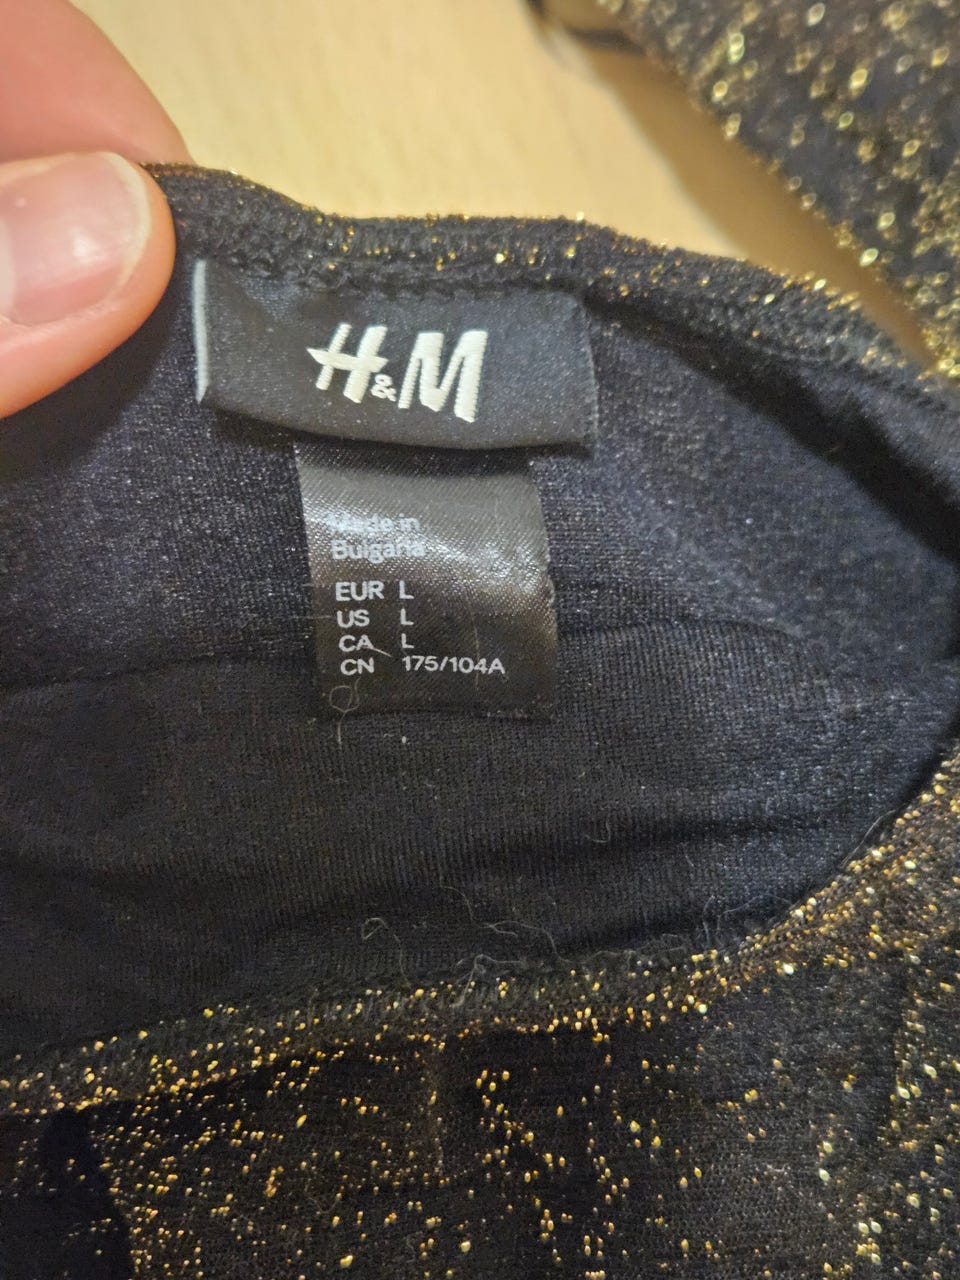 H&M
Made in
Bulgaria
EUR L
US L
CA L
CN 175/104A